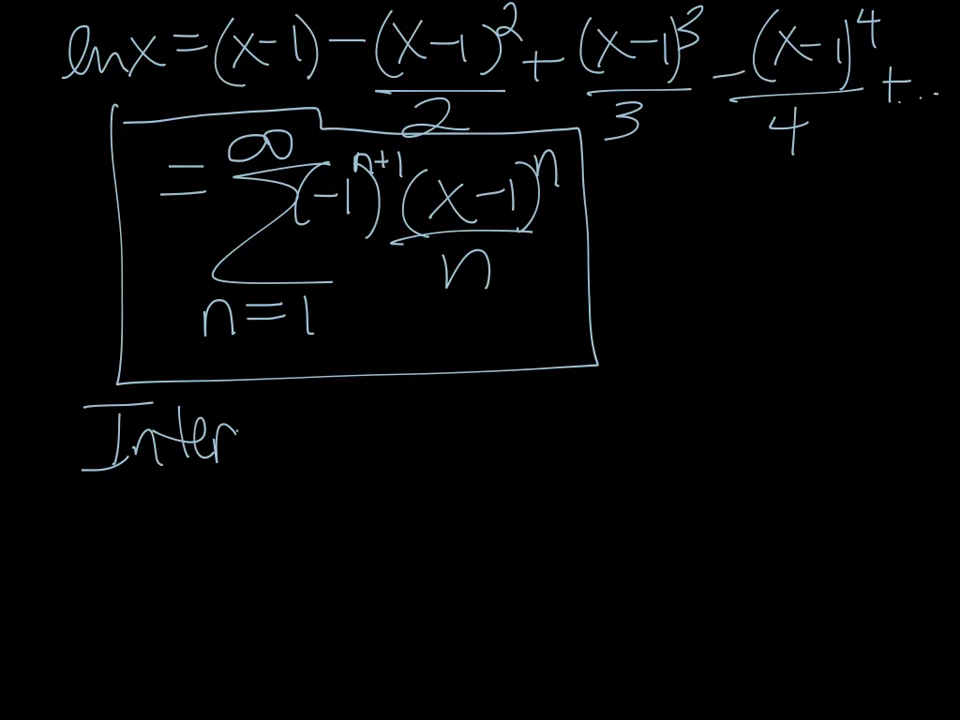 ln x = (x-1) - (x-1)^2/2 + (x-1)^3/3 - (x-1)^4/4 + ...
= ∑_{n=1}^{∞} (-1)^{n+1} (x-1)^n/n
Inter